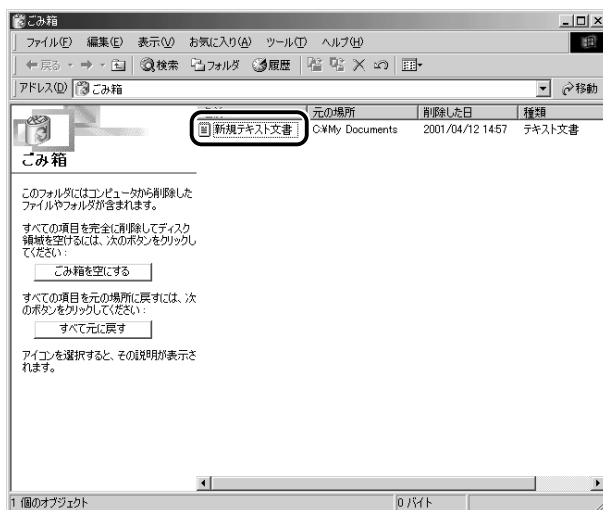 ごみ箱
ファイル(F) 編集(E) 表示(V) お気に入り(A) ツール(T) ヘルプ(H)
戻る 検索 フォルダ 履歴
アドレス(D) ごみ箱 移動
元の場所 削除した日 種類
新規テキスト文書 C:¥My Documents 2001/04/12 14:57 テキスト文書
ごみ箱
このフォルダにはコンピュータから削除した
ファイルやフォルダが含まれます。
すべての項目を完全に削除してディスク
領域を空けるには、次のボタンをクリックし
てください:
ごみ箱を空にする
すべての項目を元の場所に戻すには、次
のボタンをクリックしてください:
すべて元に戻す
アイコンを選択すると、その説明が表示さ
れます。
1 個のオブジェクト 0 バイト